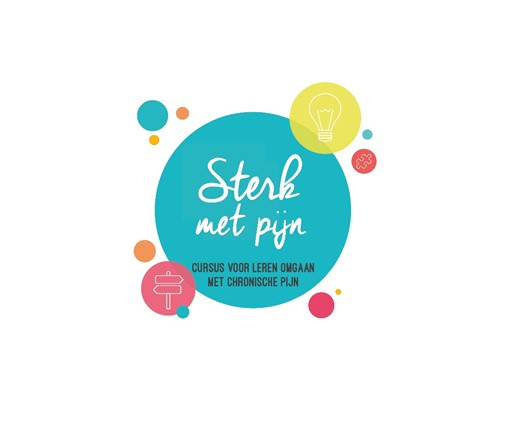 Sterk
met pijn
CURSUS VOOR LEREN OMGAAN
MET CHRONISCHE PIJN